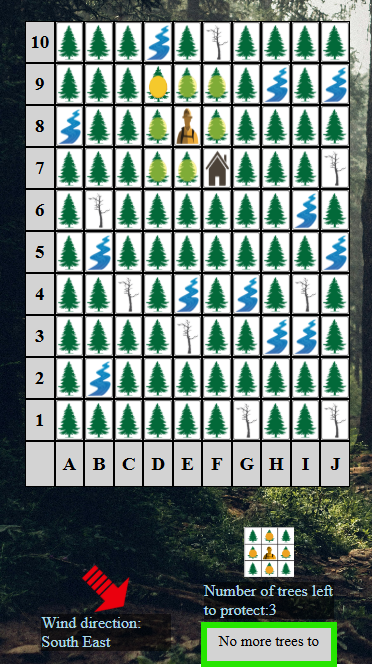 10
9
8
7
6
5
4
3
2
1
A B C D E F G H I J
Wind direction:
South East
Number of trees left
to protect:3
No more trees to